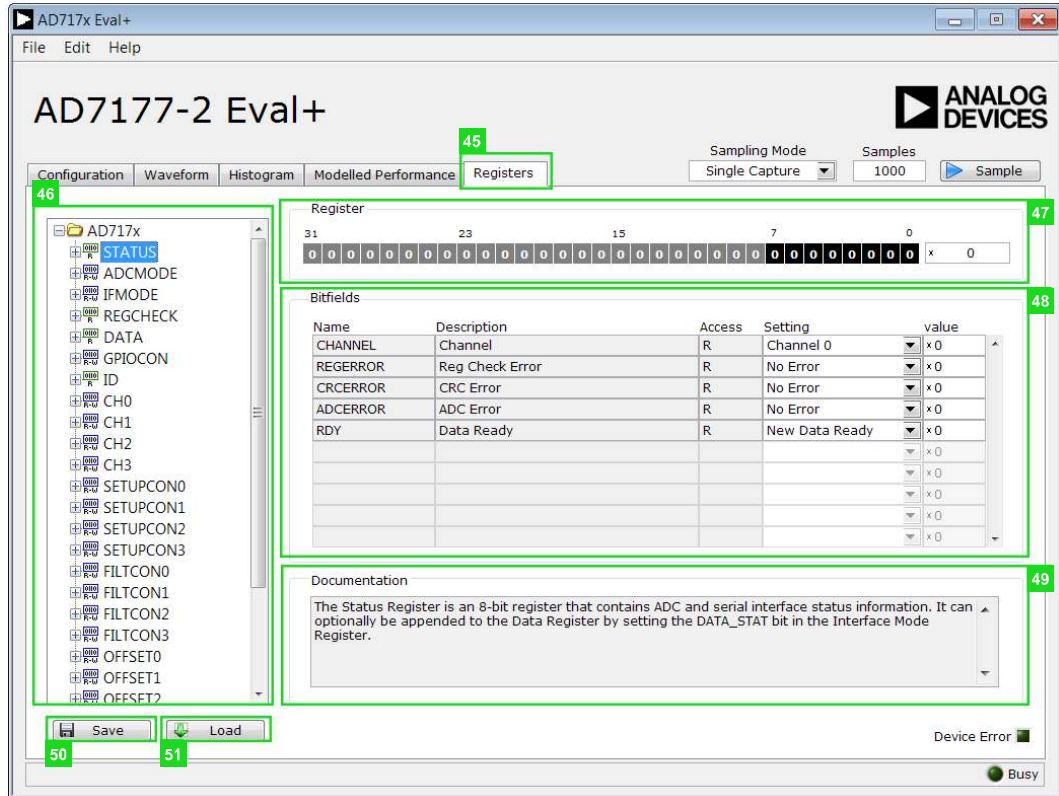 AD717x Eval+
File Edit Help
AD7177-2 Eval+
ANALOG
DEVICES
45
Sampling Mode Samples
Configuration Waveform Histogram Modelled Performance Registers Single Capture 1000 Sample
46
47
Register
31 23 15 7 0
0 0 0 0 0 0 0 0 0 0 0 0 0 0 0 0 0 0 0 0 0 0 0 0 0 0 0 0 0 0 0 0 x 0
AD717x
STATUS
ADCMODE
IFMODE
REGCHECK
DATA
GPIOCON
ID
CH0
CH1
CH2
CH3
SETUPCON0
SETUPCON1
SETUPCON2
SETUPCON3
FILTCON0
FILTCON1
FILTCON2
FILTCON3
OFFSET0
OFFSET1
OFFSET2
48
Bitfields
Name Description Access Setting value
CHANNEL Channel R Channel 0 x 0
REGERROR Reg Check Error R No Error x 0
CRCERROR CRC Error R No Error x 0
ADCERROR ADC Error R No Error x 0
RDY Data Ready R New Data Ready x 0
x 0
x 0
x 0
x 0
x 0
49
Documentation
The Status Register is an 8-bit register that contains ADC and serial interface status information. It can
optionally be appended to the Data Register by setting the DATA_STAT bit in the Interface Mode
Register.
Save Load
50 51
Device Error
Busy